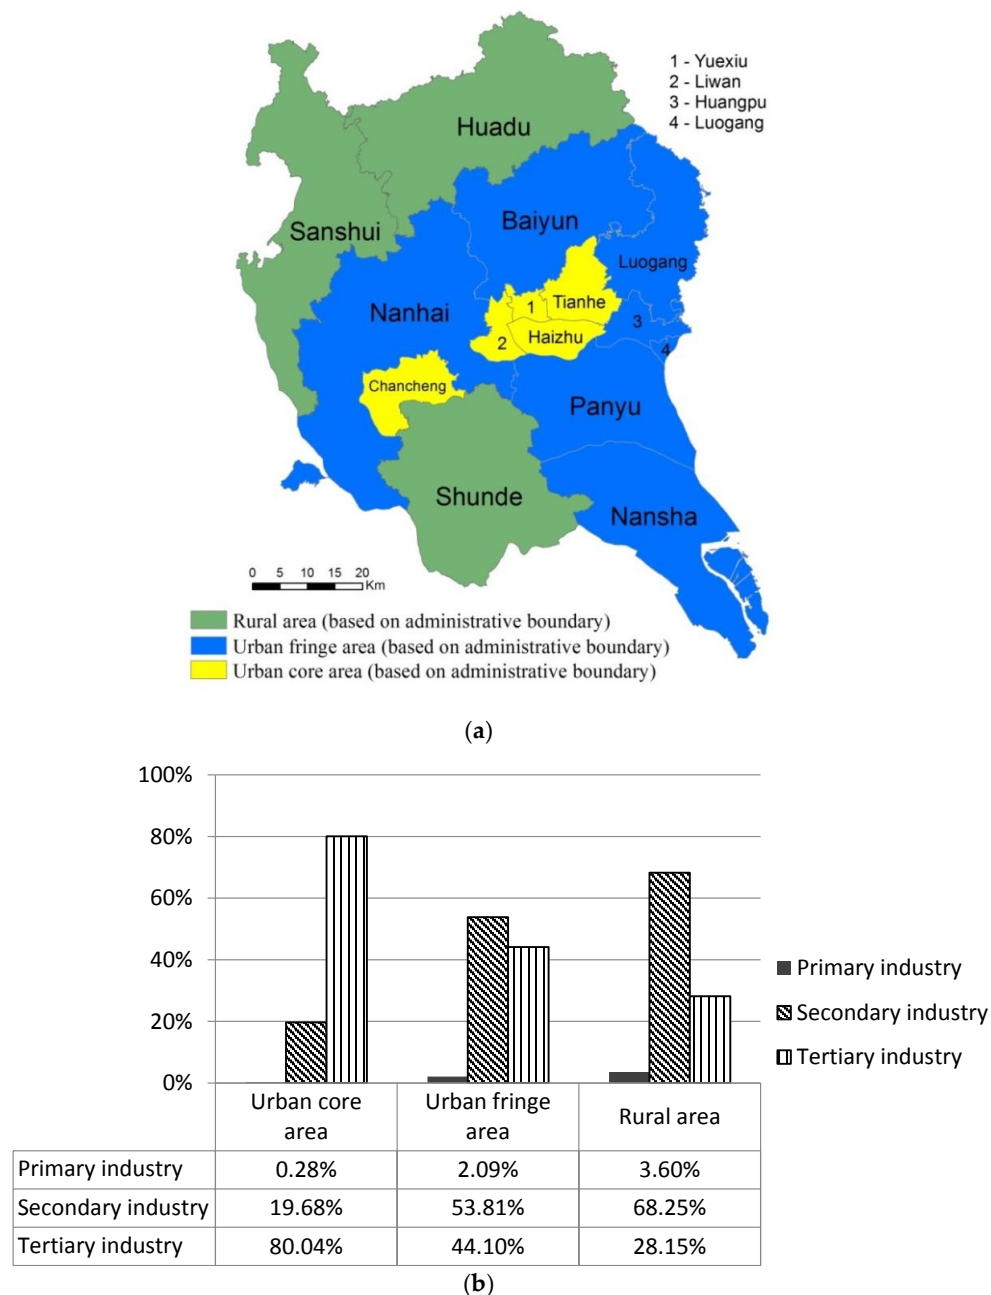 1 - Yuexiu
2 - Liwan
3 - Huangpu
4 - Luogang
Huadu
Baiyun
Sanshui
Luogang
Nanhai
1
Tianhe
3
2
Haizhu
4
Chancheng
Panyu
Shunde
Nansha
0 5 10 15 20
Km
Rural area (based on administrative boundary)
Urban fringe area (based on administrative boundary)
Urban core area (based on administrative boundary)
(a)
100%
80%
60%
40%
20%
0%
Primary industry
Secondary industry
Tertiary industry
Urban core area
Urban fringe area
Rural area
Primary industry 0.28% 2.09% 3.60%
Secondary industry 19.68% 53.81% 68.25%
Tertiary industry 80.04% 44.10% 28.15%
(b)